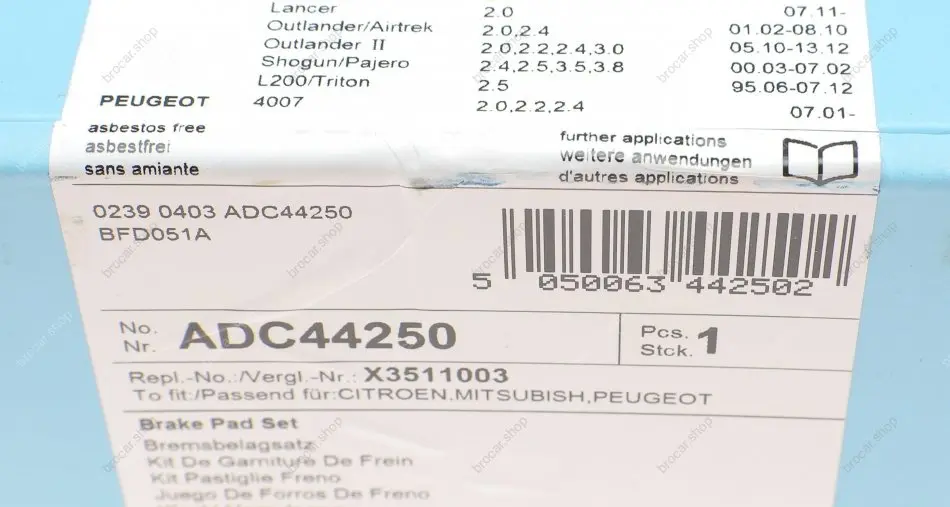 Lancer 2.0 07.11-
Outlander/Airtrek 2.0,2.4 01.02-08.10
Outlander II 2.0,2.2,2.4,3.0 05.10-13.12
Shogun/Pajero 2.4,2.5,3.5,3.8 00.03-07.02
L200/Triton 2.5 95.06-07.12
PEUGEOT 4007 2.0,2.2,2.4 07.01-
asbestos free
asbestfrei
sans amiante
further applications
weitere anwendungen
d'autres applications
0239 0403 ADC44250
BFD051A
5 050063 442502
No.
Nr. ADC44250
Pcs.
Stck. 1
Repl.-No.:/Vergl.-Nr.: X3511003
To fit:/Passend für:CITROEN.MITSUBISH,PEUGEOT
Brake Pad Set
Bremsbelagsatz
Kit De Garniture De Frein
Kit Pastiglie Freno
Juego De Forros De Freno
brocar.shop